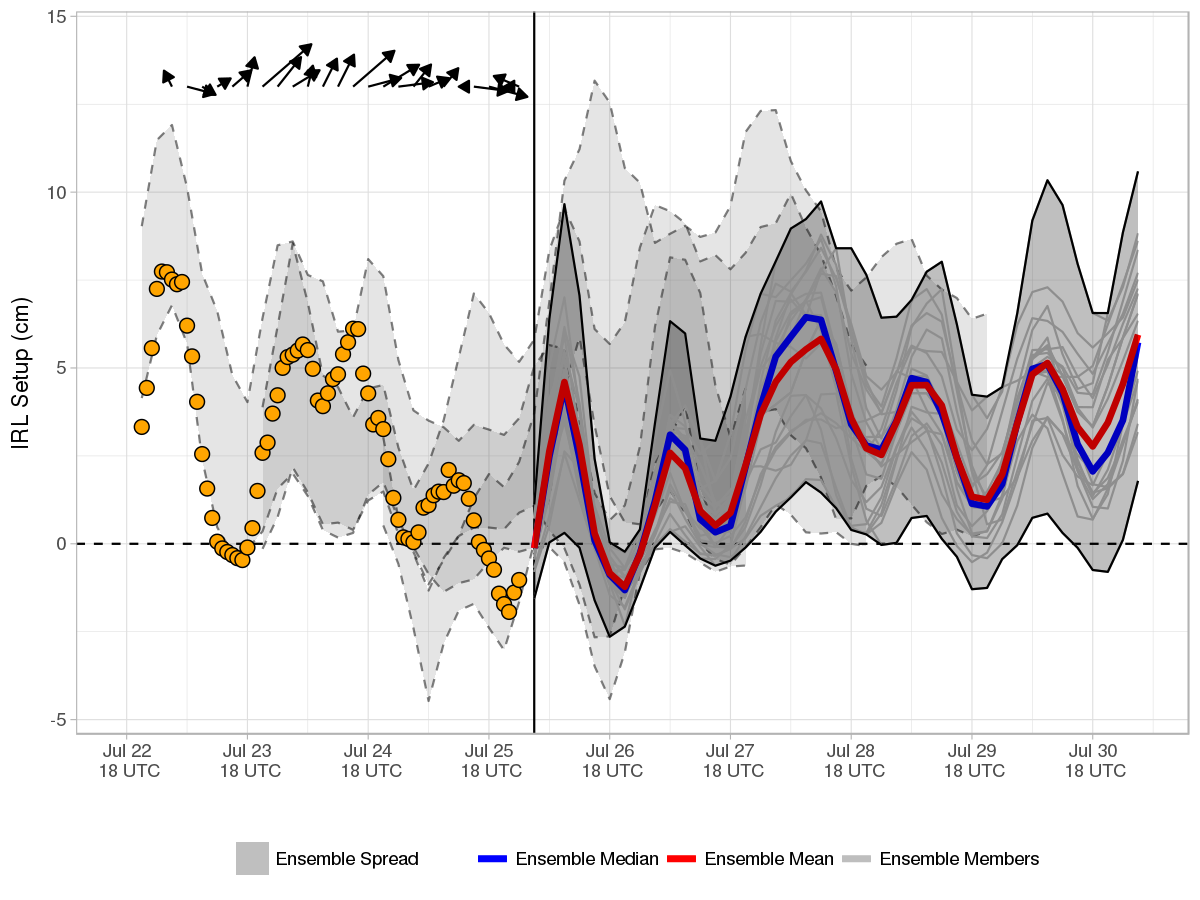 15
10
5
0
-5
IRL Setup (cm)
Jul 22
18 UTC
Jul 23
18 UTC
Jul 24
18 UTC
Jul 25
18 UTC
Jul 26
18 UTC
Jul 27
18 UTC
Jul 28
18 UTC
Jul 29
18 UTC
Jul 30
18 UTC
Ensemble Spread
Ensemble Median
Ensemble Mean
Ensemble Members